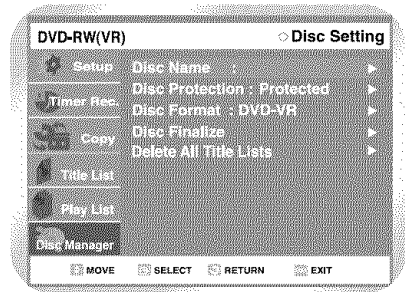 DVD-RW(VR) Disc Setting
Setup
Disc Name :
Disc Protection : Protected
Timer Rec.
Disc Format : DVD-VR
Copy
Disc Finalize
Delete All Title Lists
Title List
Play List
Disc Manager
MOVE SELECT RETURN EXIT